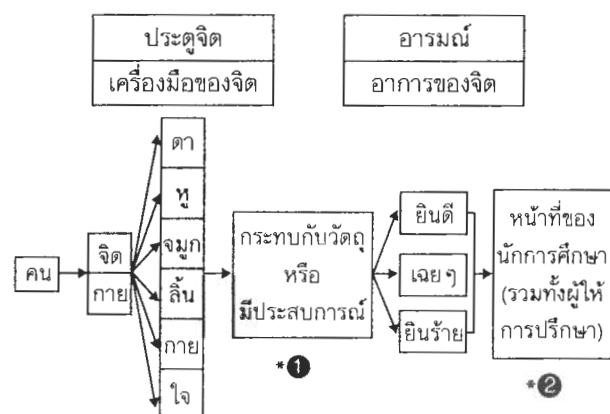 ประตูจิต
เครื่องมือของจิต
อารมณ์
อาการของจิต
คน
จิต
กาย
ตา
หู
จมูก
ลิ้น
กาย
ใจ
กระทบกับวัตถุ
หรือ
มีประสบการณ์
*❶
ยินดี
เฉย ๆ
ยินร้าย
หน้าที่ของ
นักการศึกษา
(รวมทั้งผู้ให้
การปรึกษา)
*❷